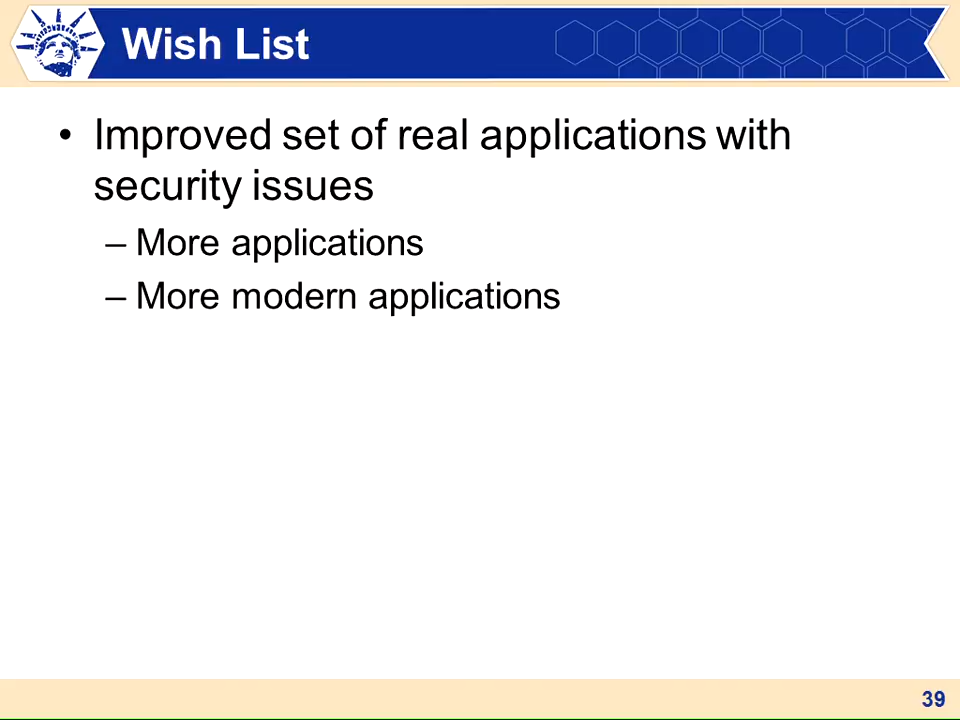 Wish List
• Improved set of real applications with
security issues
– More applications
– More modern applications
39